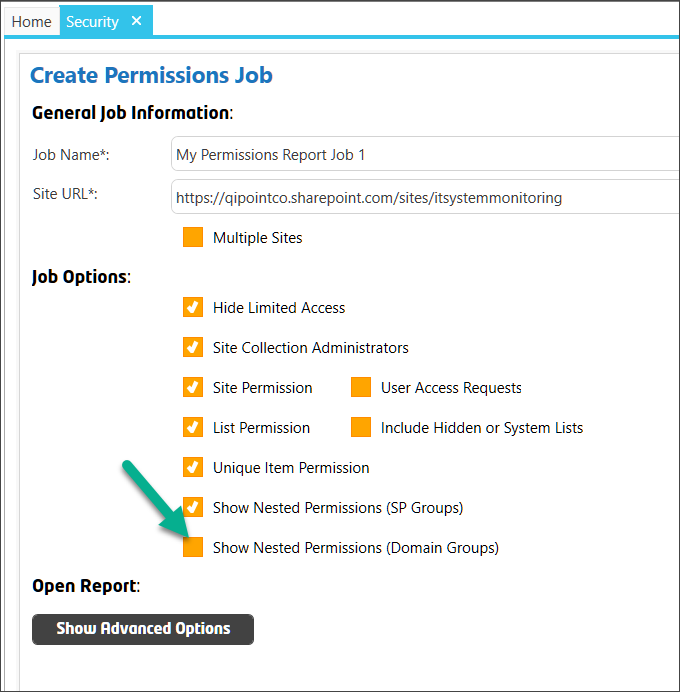 Home Security ✕
Create Permissions Job
General Job Information:
Job Name*: My Permissions Report Job 1
Site URL*: https://qipointco.sharepoint.com/sites/itsystemmonitoring
Multiple Sites
Job Options:
Hide Limited Access
Site Collection Administrators
Site Permission User Access Requests
List Permission Include Hidden or System Lists
Unique Item Permission
Show Nested Permissions (SP Groups)
Show Nested Permissions (Domain Groups)
Open Report:
Show Advanced Options